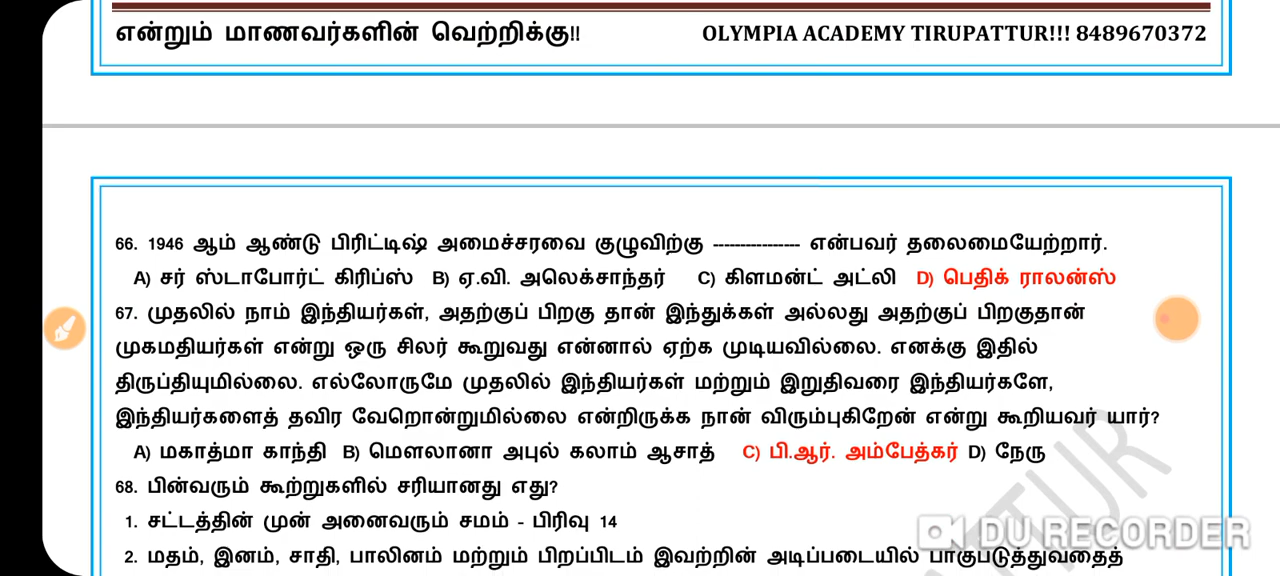 என்றும் மாணவர்களின் வெற்றிக்கு!! OLYMPIA ACADEMY TIRUPATTUR!!! 8489670372
66. 1946 ஆம் ஆண்டு பிரிட்டிஷ் அமைச்சரவை குழுவிற்கு ---------------- என்பவர் தலைமையேற்றார்.
A) சர் ஸ்டாபோர்ட் கிரிப்ஸ் B) ஏ.வி. அலெக்சாந்தர் C) கிளமன்ட் அட்லி D) பெதிக் ராலன்ஸ்
67. முதலில் நாம் இந்தியர்கள், அதற்குப் பிறகு தான் இந்துக்கள் அல்லது அதற்குப் பிறகுதான்
முகமதியர்கள் என்று ஒரு சிலர் கூறுவது என்னால் ஏற்க முடியவில்லை. எனக்கு இதில்
திருப்தியுமில்லை. எல்லோருமே முதலில் இந்தியர்கள் மற்றும் இறுதிவரை இந்தியர்களே,
இந்தியர்களைத் தவிர வேறொன்றுமில்லை என்றிருக்க நான் விரும்புகிறேன் என்று கூறியவர் யார்?
A) மகாத்மா காந்தி B) மௌலானா அபுல் கலாம் ஆசாத் C) பி.ஆர். அம்பேத்கர் D) நேரு
68. பின்வரும் கூற்றுகளில் சரியானது எது?
1. சட்டத்தின் முன் அனைவரும் சமம் - பிரிவு 14
DU RECORDER
2. மதம், இனம், சாதி, பாலினம் மற்றும் பிறப்பிடம் இவற்றின் அடிப்படையில் பாகுபடுத்துவதைத்